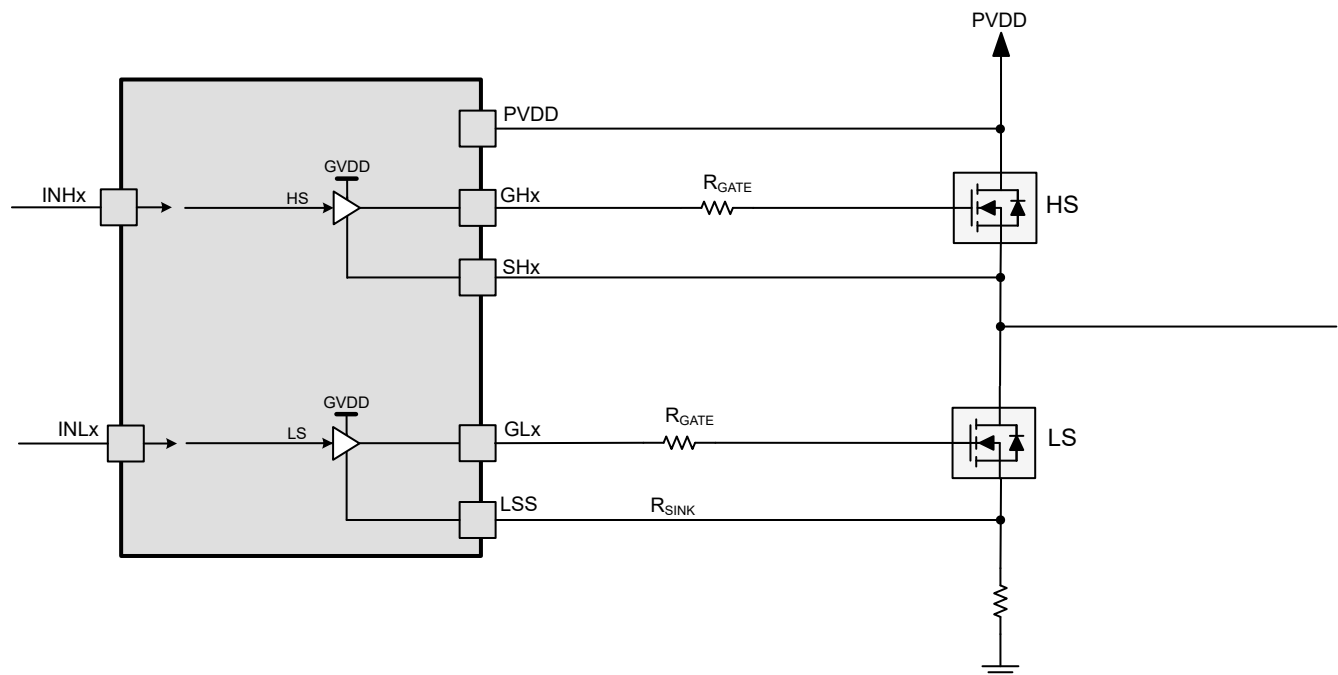 PVDD
PVDD
GVDD
INHx
HS
GHx
RGATE
HS
SHx
GVDD
INLx
LS
GLx
RGATE
LS
LSS
RSINK